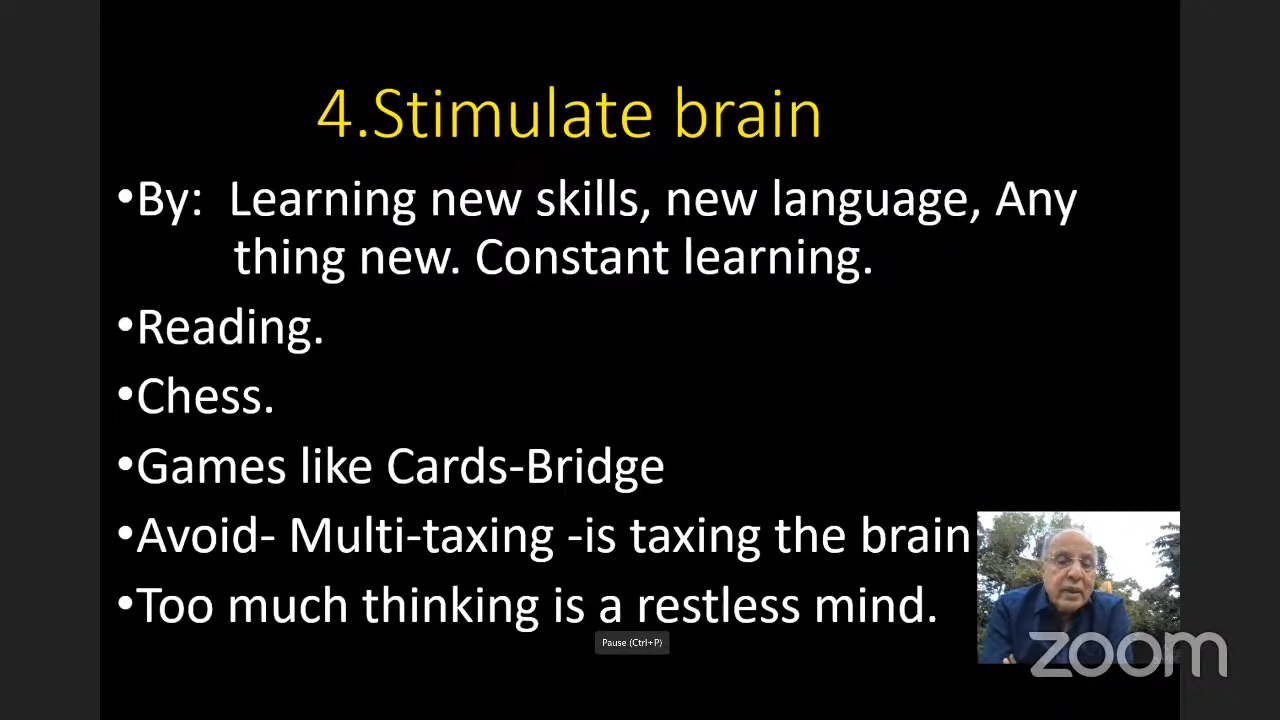 4.Stimulate brain
•By: Learning new skills, new language, Any
thing new. Constant learning.
•Reading.
•Chess.
•Games like Cards-Bridge
•Avoid- Multi-taxing -is taxing the brain
•Too much thinking is a restless mind.
Pause (Ctrl+P)
zoom